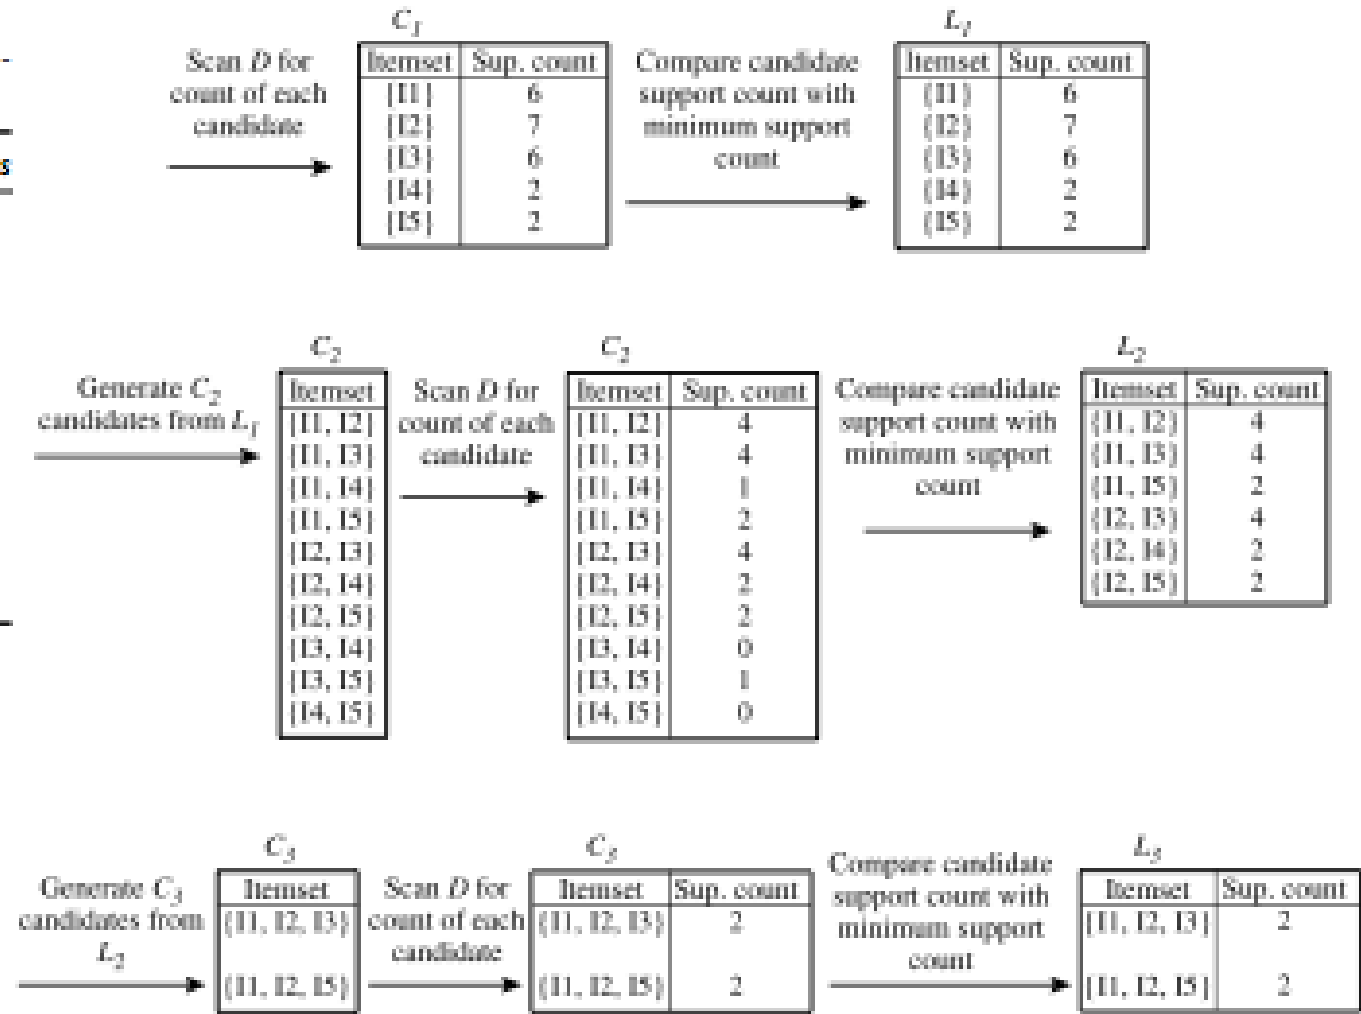 C1
L1
Scan D for
count of each
candidate
Itemset Sup. count
{I1} 6
{I2} 7
{I3} 6
{I4} 2
{I5} 2
Compare candidate
support count with
minimum support
count
Itemset Sup. count
{I1} 6
{I2} 7
{I3} 6
{I4} 2
{I5} 2
s
C2
C2
L2
Generate C2
candidates from L1
Itemset
{I1, I2}
{I1, I3}
{I1, I4}
{I1, I5}
{I2, I3}
{I2, I4}
{I2, I5}
{I3, I4}
{I3, I5}
{I4, I5}
Scan D for
count of each
candidate
Itemset Sup. count
{I1, I2} 4
{I1, I3} 4
{I1, I4} 1
{I1, I5} 2
{I2, I3} 4
{I2, I4} 2
{I2, I5} 2
{I3, I4} 0
{I3, I5} 1
{I4, I5} 0
Compare candidate
support count with
minimum support
count
Itemset Sup. count
{I1, I2} 4
{I1, I3} 4
{I1, I5} 2
{I2, I3} 4
{I2, I4} 2
{I2, I5} 2
C3
C3
L3
Generate C3
candidates from
L2
Itemset
{I1, I2, I3}
{I1, I2, I5}
Scan D for
count of each
candidate
Itemset Sup. count
{I1, I2, I3} 2
{I1, I2, I5} 2
Compare candidate
support count with
minimum support
count
Itemset Sup. count
{I1, I2, I3} 2
{I1, I2, I5} 2